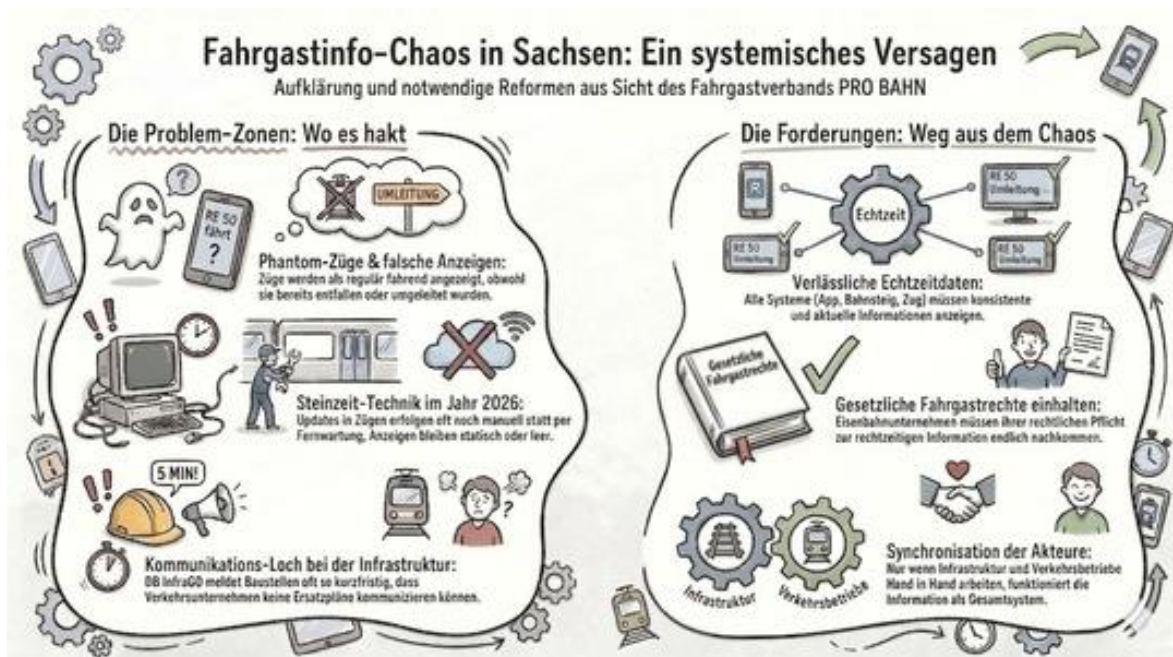 Fahrgastinfo-Chaos in Sachsen: Ein systemisches Versagen
Aufklärung und notwendige Reformen aus Sicht des Fahrgastverbands PRO BAHN
Die Problem-Zonen: Wo es hakt
?
RE 50
fährt
?
UMLEITUNG
Phantom-Züge & falsche Anzeigen:
Züge werden als regulär fahrend angezeigt, obwohl
sie bereits entfallen oder umgeleitet wurden.
!!
Steinzeit-Technik im Jahr 2026:
Updates in Zügen erfolgen oft noch manuell statt per
Fernwartung, Anzeigen bleiben statisch oder leer.
!!
5 MIN!
?
Kommunikations-Loch bei der Infrastruktur:
DB InfraGO meldet Baustellen oft so kurzfristig, dass
Verkehrsunternehmen keine Ersatzpläne kommunizieren können.
Die Forderungen: Weg aus dem Chaos
Echtzeit
RE 50
Umleitung
RE 50
Umleitung
RE 50
Umleitung
Verlässliche Echtzeitdaten:
Alle Systeme (App, Bahnsteig, Zug) müssen konsistente
und aktuelle Informationen anzeigen.
Gesetzliche
Fahrgastrechte
Gesetzliche Fahrgastrechte einhalten:
Eisenbahnunternehmen müssen ihrer rechtlichen Pflicht
zur rechtzeitigen Information endlich nachkommen.
Infrastruktur
Verkehrsbetriebe
Synchronisation der Akteure:
Nur wenn Infrastruktur und Verkehrsbetriebe
Hand in Hand arbeiten, funktioniert die
Information als Gesamtsystem.